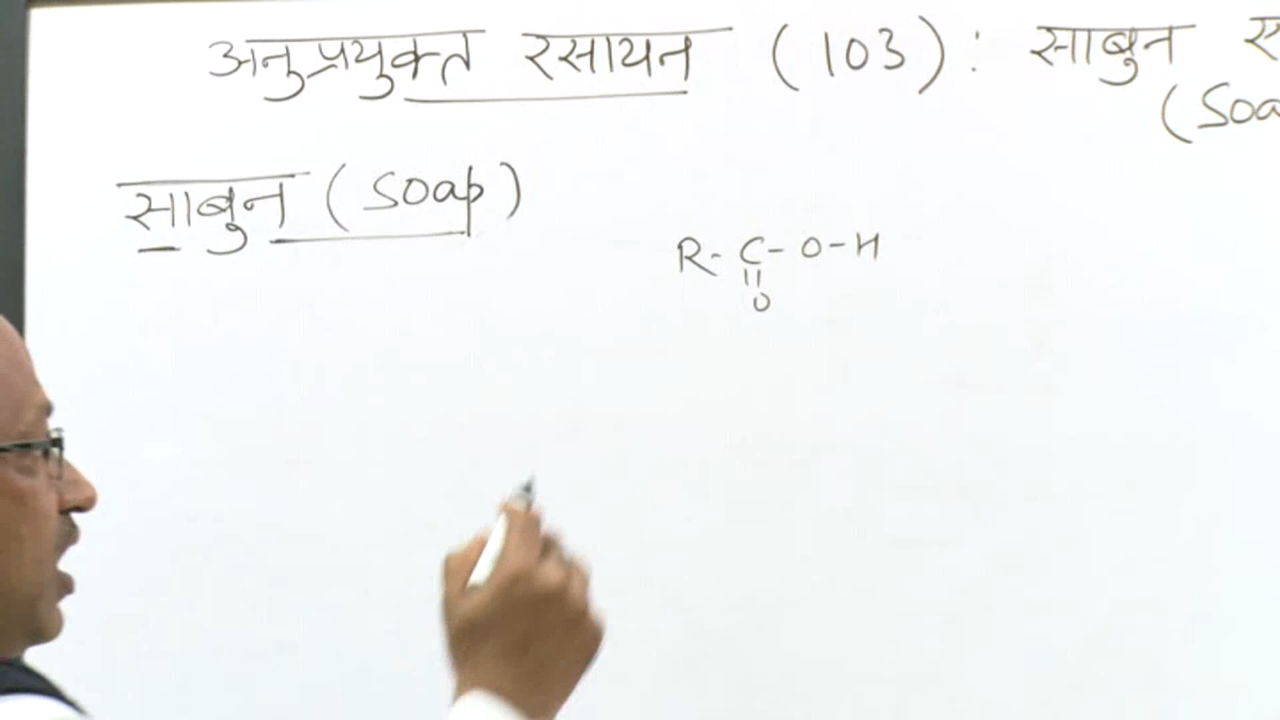 अनुप्रयुक्त रसायन (103): साबुन
(Soa
साबुन (Soap)
R-C-O-H
||
O